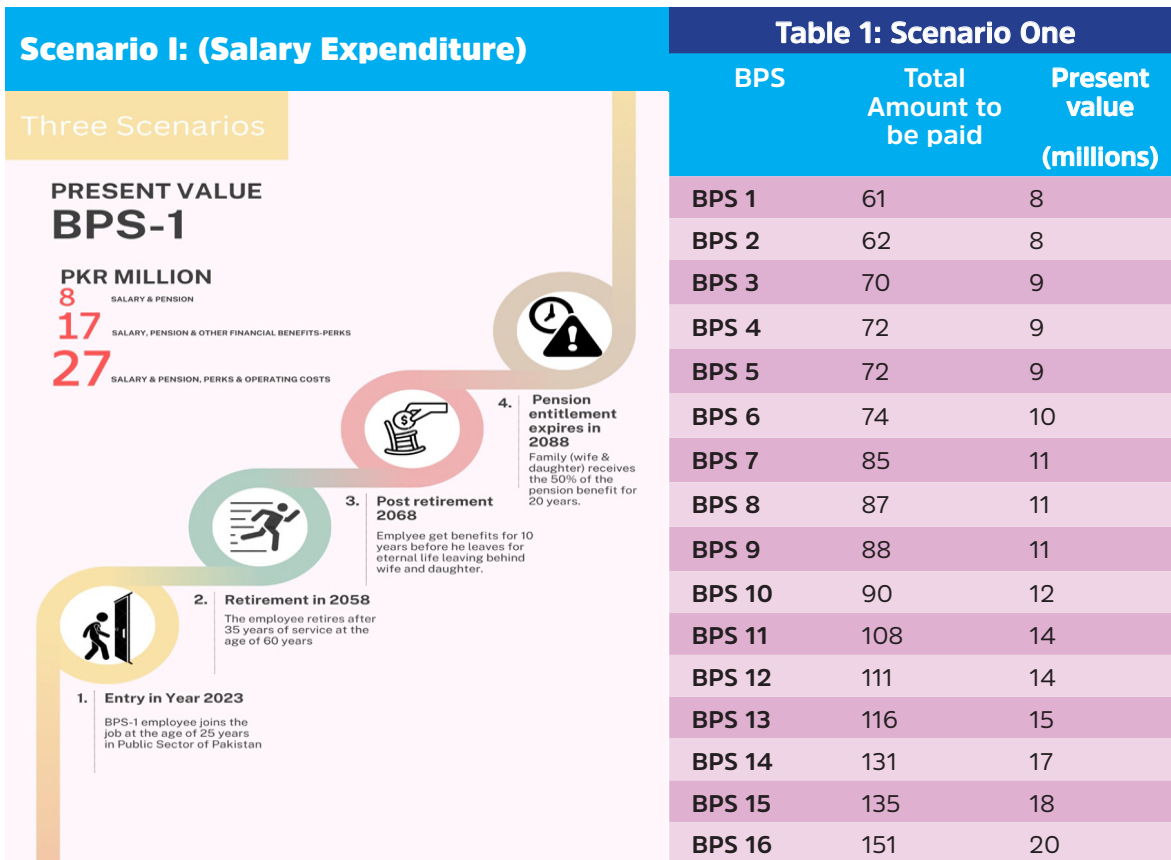 Scenario I: (Salary Expenditure)
Three Scenarios
PRESENT VALUE
BPS-1
PKR MILLION
8 SALARY & PENSION
17 SALARY, PENSION & OTHER FINANCIAL BENEFITS-PERKS
27 SALARY & PENSION, PERKS & OPERATING COSTS
4. Pension
entitlement
expires in
2088
Family (wife &
daughter) receives
the 50% of the
pension benefit for
20 years.
3. Post retirement
2068
Emplyee get benefits for 10
years before he leaves for
eternal life leaving behind
wife and daughter.
2. Retirement in 2058
The employee retires after
35 years of service at the
age of 60 years
1. Entry in Year 2023
BPS-1 employee joins the
job at the age of 25 years
in Public Sector of Pakistan
Table 1: Scenario One
BPS Total Present
Amount to value
be paid
(millions)
BPS 1 61 8
BPS 2 62 8
BPS 3 70 9
BPS 4 72 9
BPS 5 72 9
BPS 6 74 10
BPS 7 85 11
BPS 8 87 11
BPS 9 88 11
BPS 10 90 12
BPS 11 108 14
BPS 12 111 14
BPS 13 116 15
BPS 14 131 17
BPS 15 135 18
BPS 16 151 20